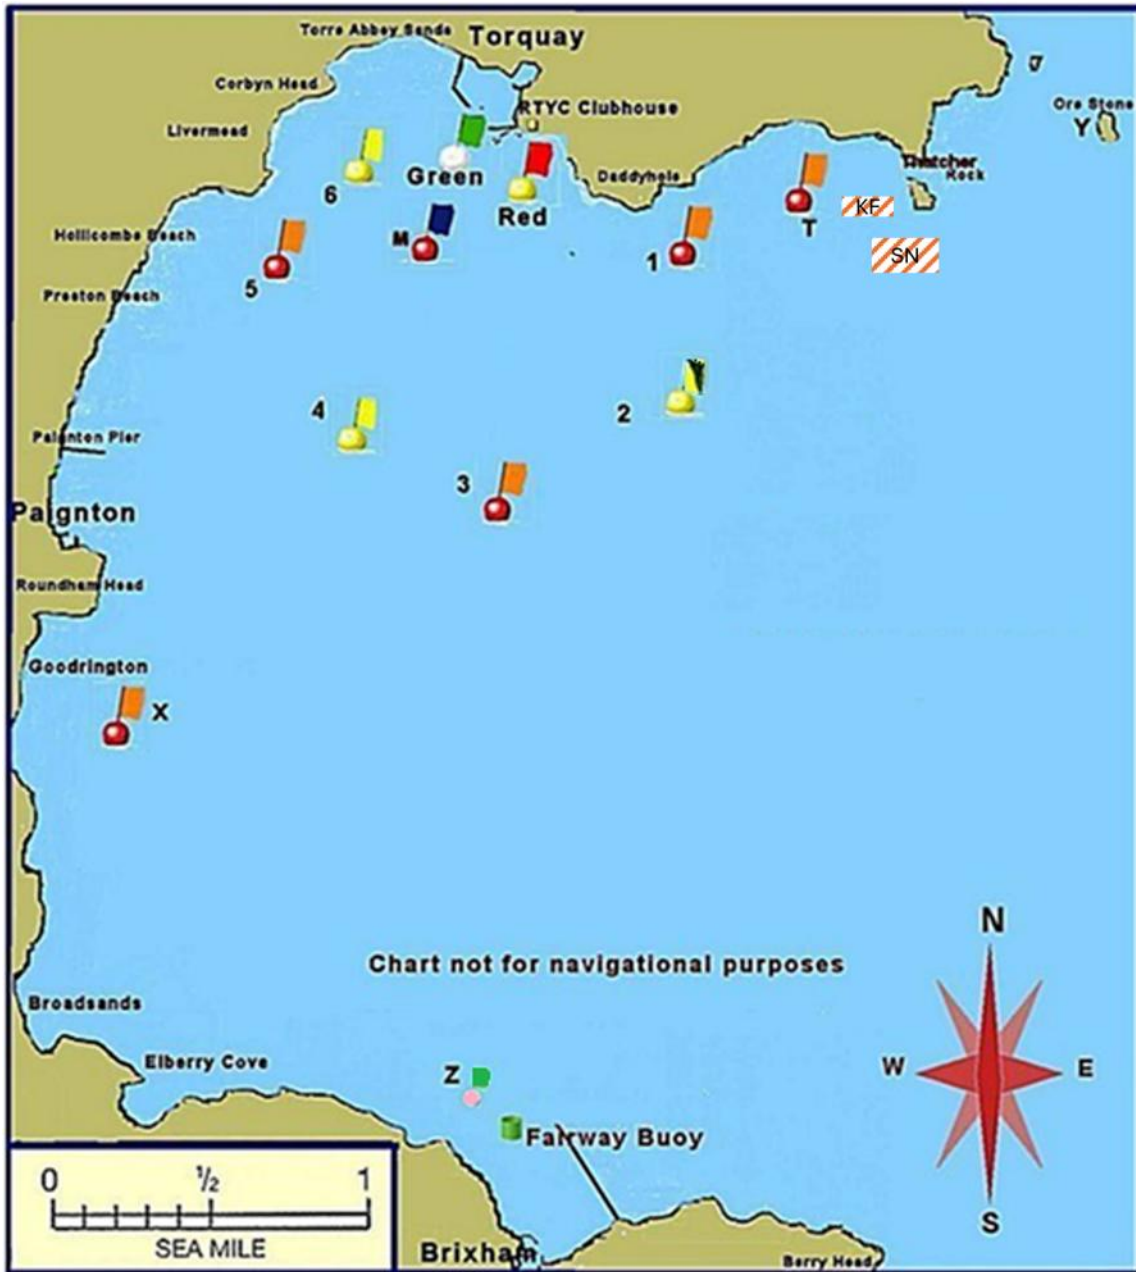 Torre Abbey Sands
Torquay
Corbyn Head
RTYC Clubhouse
Ore Stone
Livermead
Y
Thatcher
Rock
Green
Daddyhole
6
Red
KF
T
Hollicombe Beach
M
SN
1
5
Preston Beach
4
2
Paignton Pier
3
Paignton
Roundham Head
Goodrington
X
N
Chart not for navigational purposes
Broadsands
Elberry Cove
W
E
Z
Fairway Buoy
0 ½ 1
SEA MILE
S
Brixham
Berry Head